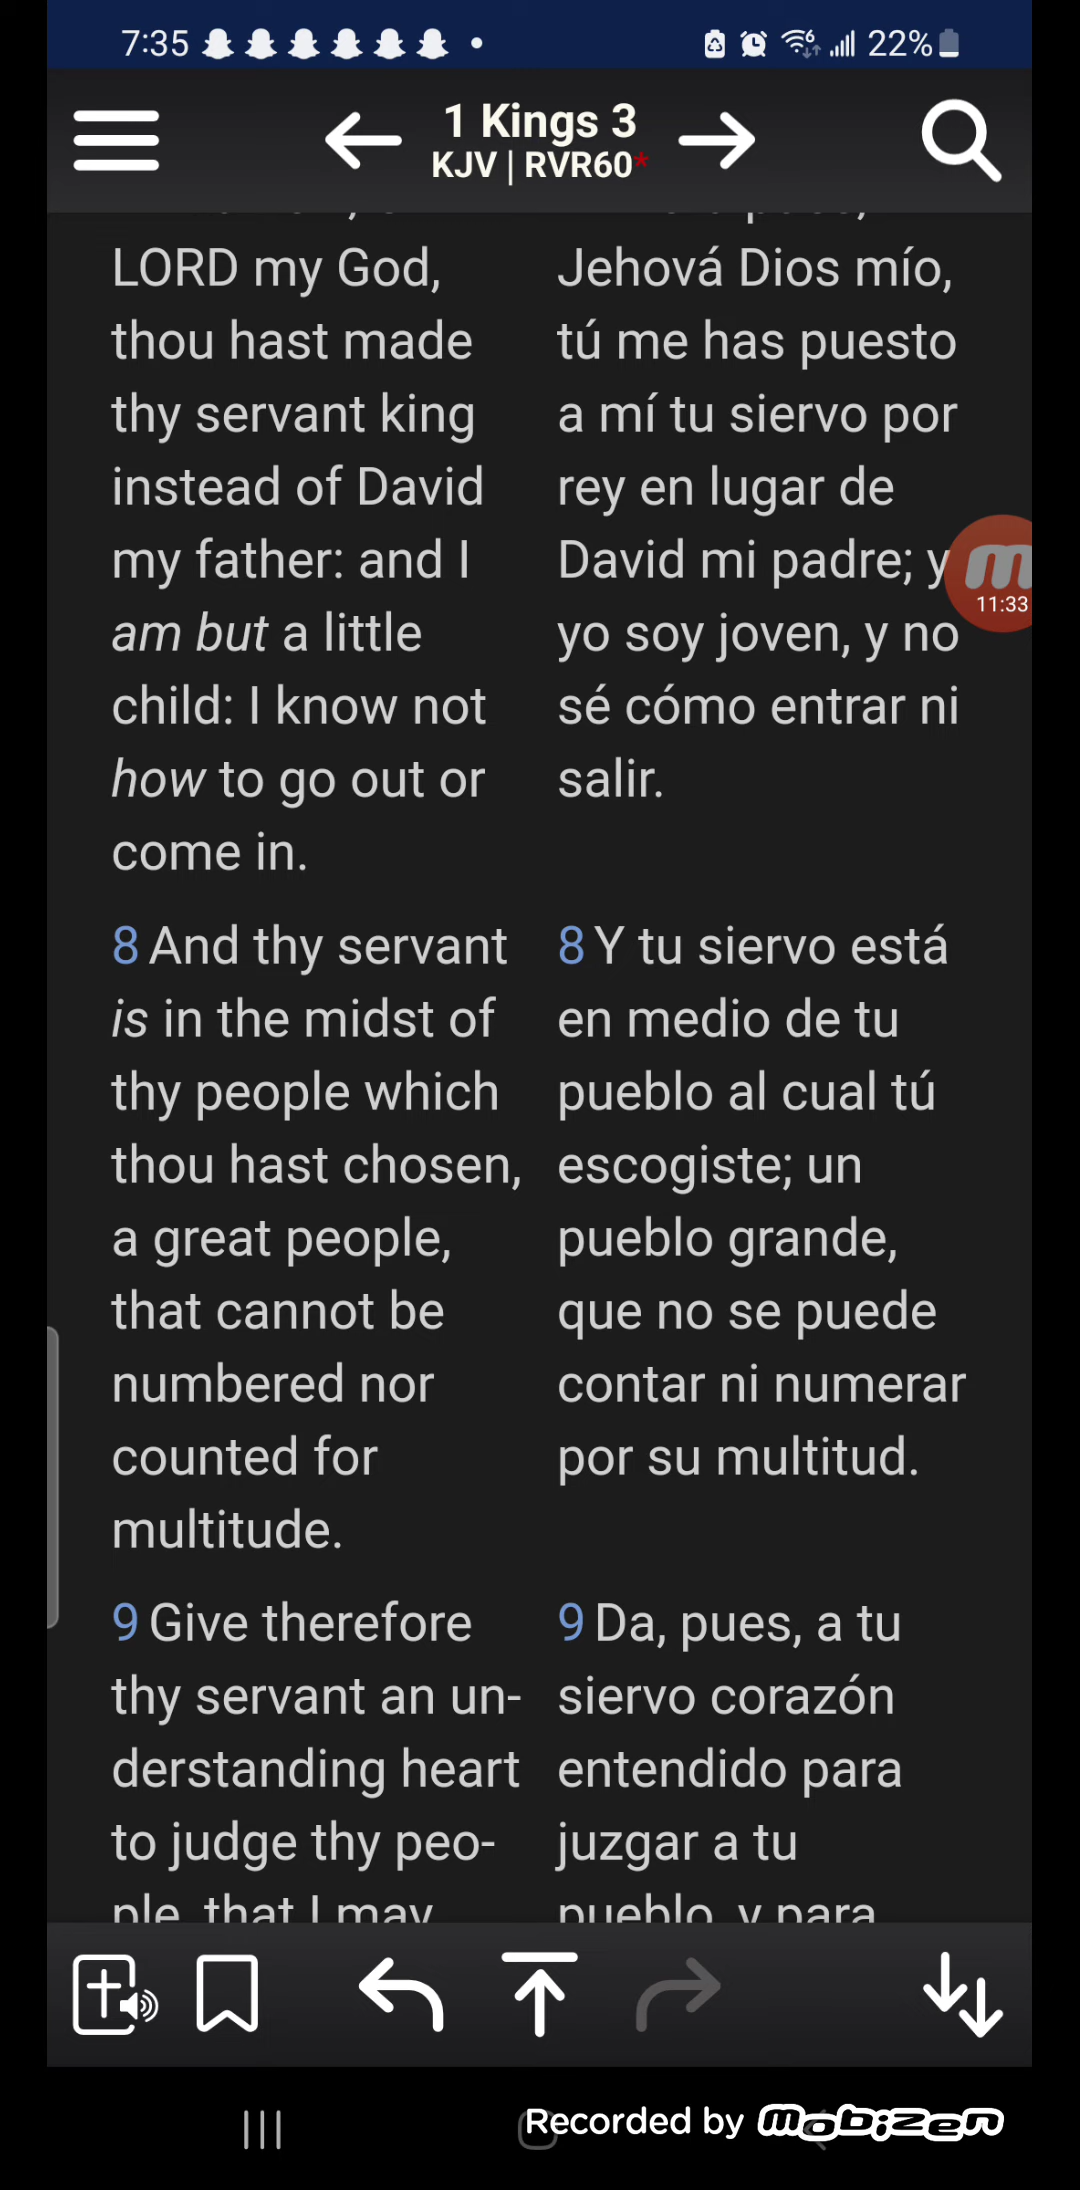 7:35
22%
1 Kings 3
KJV | RVR60*
LORD my God,
thou hast made
thy servant king
instead of David
my father: and I
am but a little
child: I know not
how to go out or
come in.
8 And thy servant
is in the midst of
thy people which
thou hast chosen,
a great people,
that cannot be
numbered nor
counted for
multitude.
9 Give therefore
thy servant an un-
derstanding heart
to judge thy peo-
ple, that I may
Jehová Dios mío,
tú me has puesto
a mí tu siervo por
rey en lugar de
David mi padre; y
yo soy joven, y no
sé cómo entrar ni
salir.
8 Y tu siervo está
en medio de tu
pueblo al cual tú
escogiste; un
pueblo grande,
que no se puede
contar ni numerar
por su multitud.
9 Da, pues, a tu
siervo corazón
entendido para
juzgar a tu
pueblo, y para
m
11:33
Recorded by Mobizen